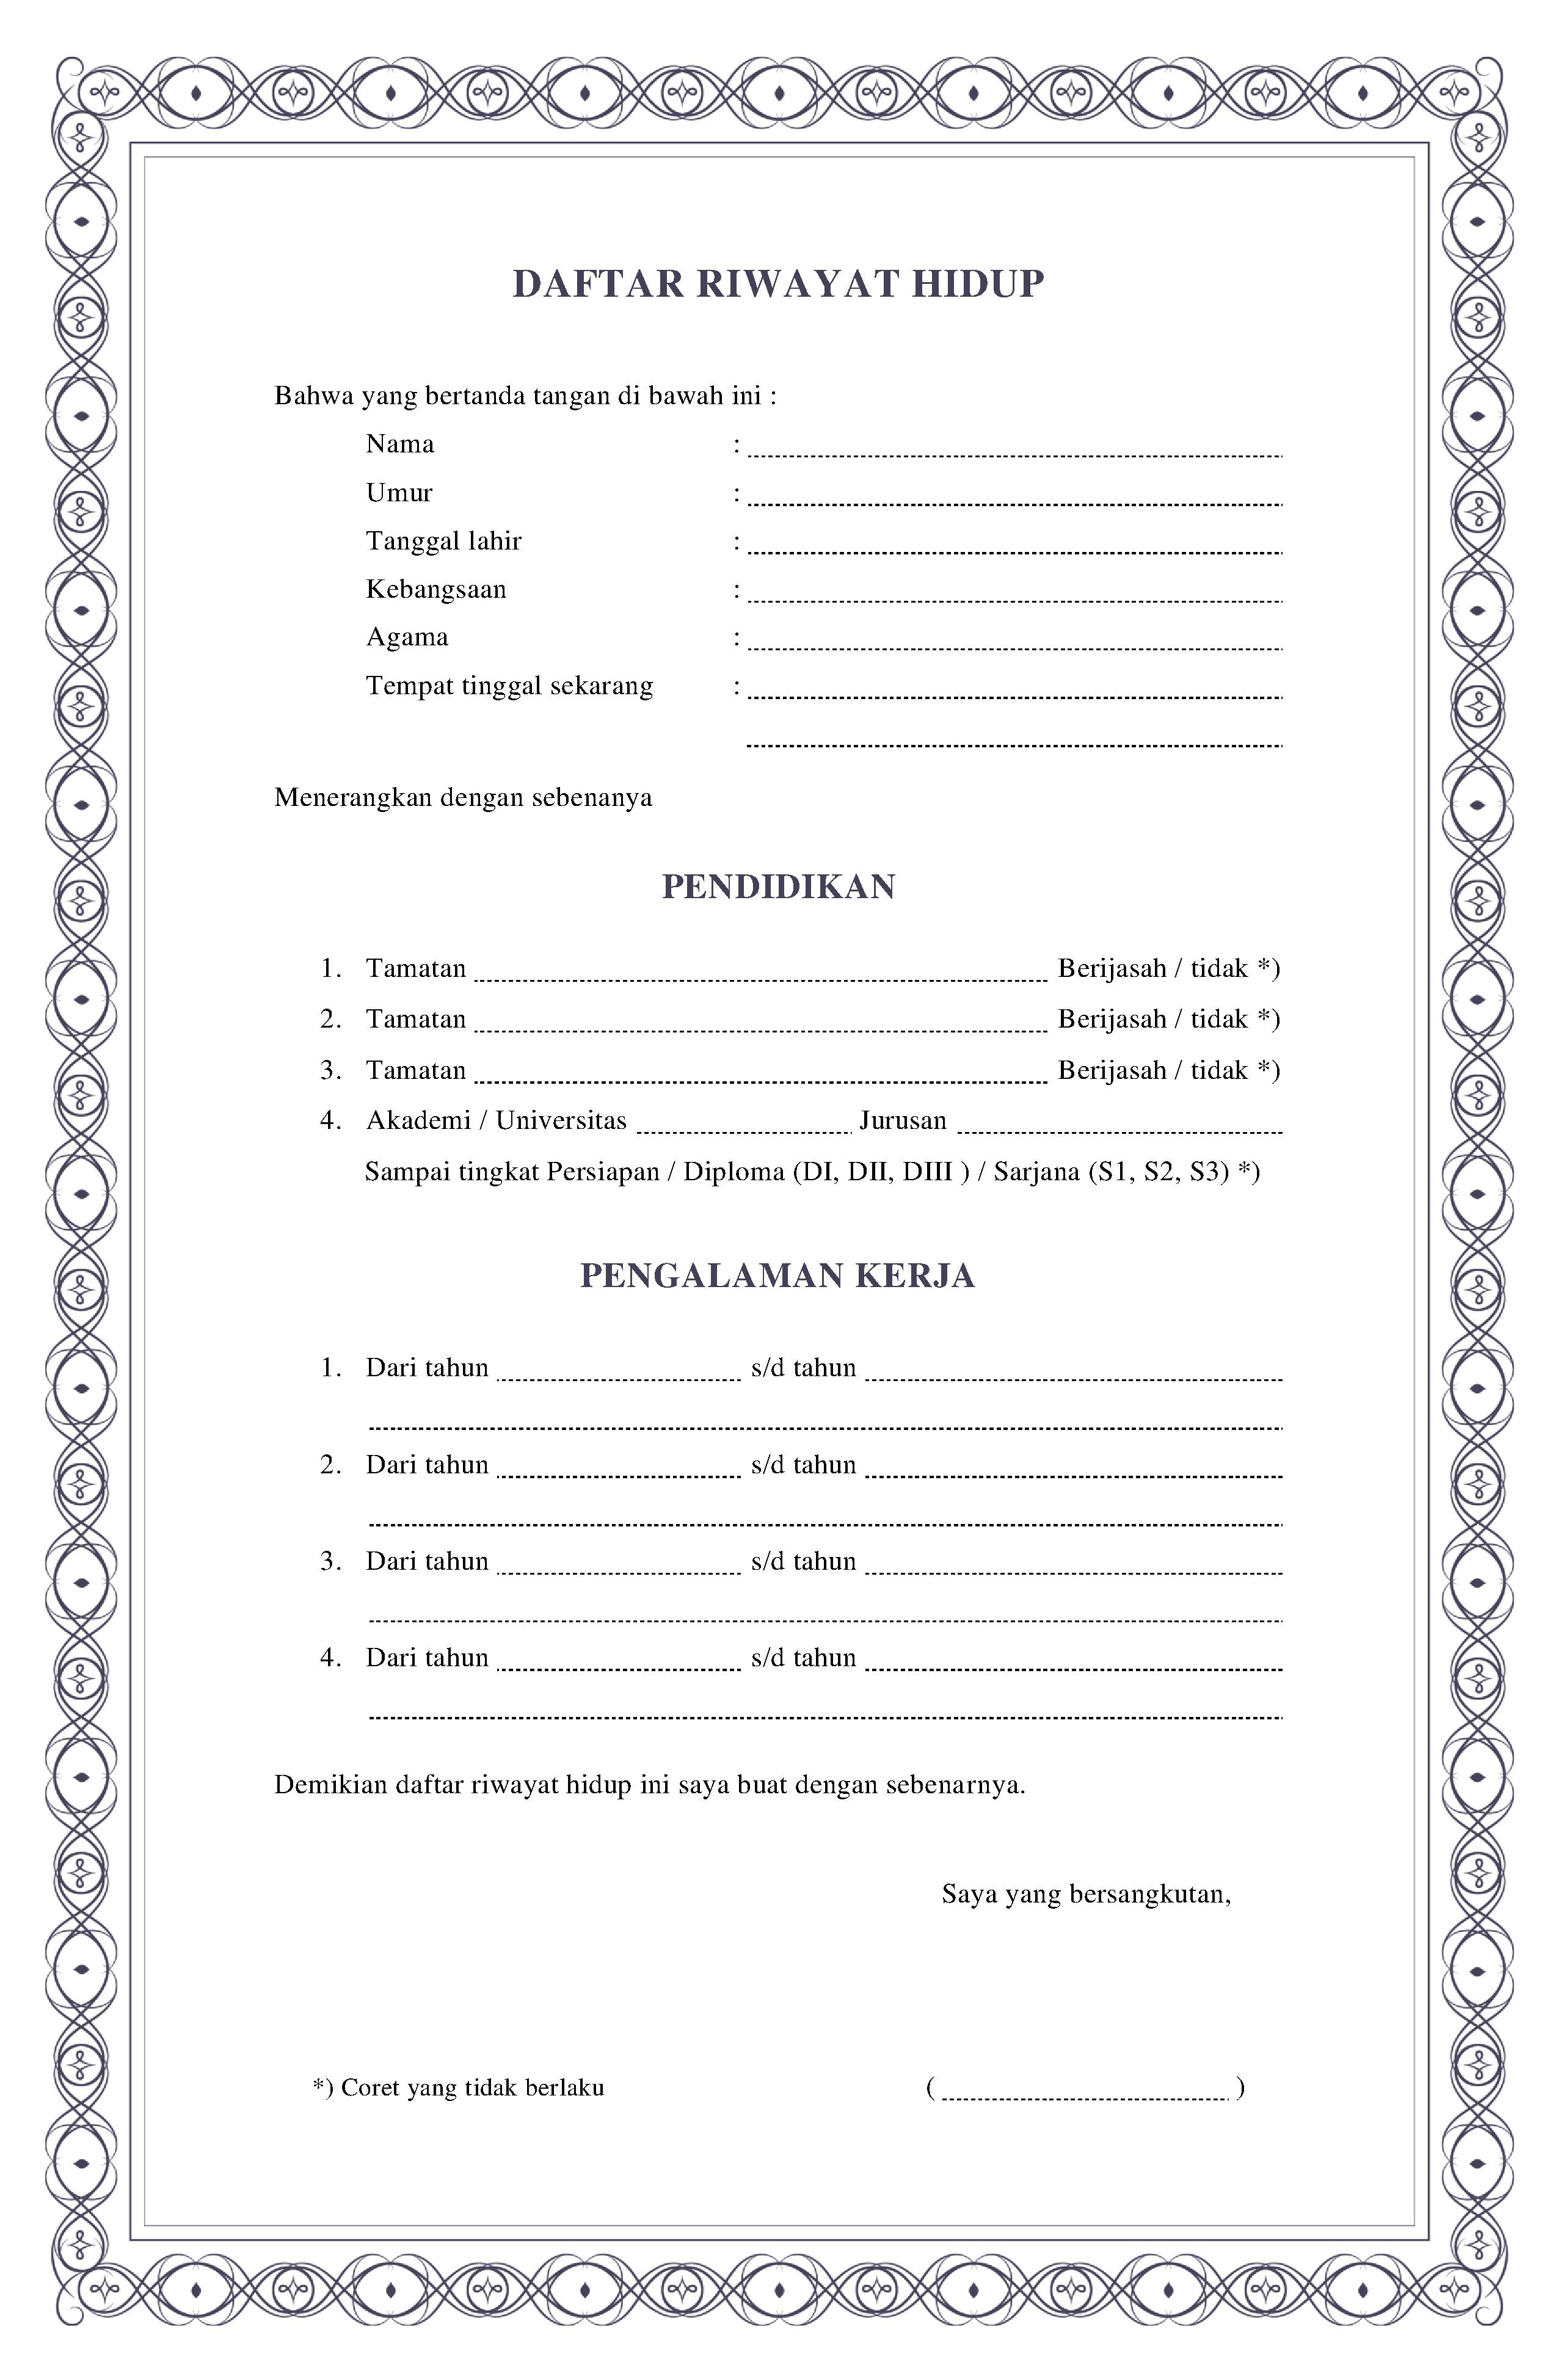 DAFTAR RIWAYAT HIDUP
Bahwa yang bertanda tangan di bawah ini :
Nama :
Umur :
Tanggal lahir :
Kebangsaan :
Agama :
Tempat tinggal sekarang :
Menerangkan dengan sebenanya
PENDIDIKAN
1. Tamatan Berijasah / tidak *)
2. Tamatan Berijasah / tidak *)
3. Tamatan Berijasah / tidak *)
4. Akademi / Universitas Jurusan
Sampai tingkat Persiapan / Diploma (DI, DII, DIII ) / Sarjana (S1, S2, S3) *)
PENGALAMAN KERJA
1. Dari tahun s/d tahun
2. Dari tahun s/d tahun
3. Dari tahun s/d tahun
4. Dari tahun s/d tahun
Demikian daftar riwayat hidup ini saya buat dengan sebenarnya.
Saya yang bersangkutan,
*) Coret yang tidak berlaku ( )